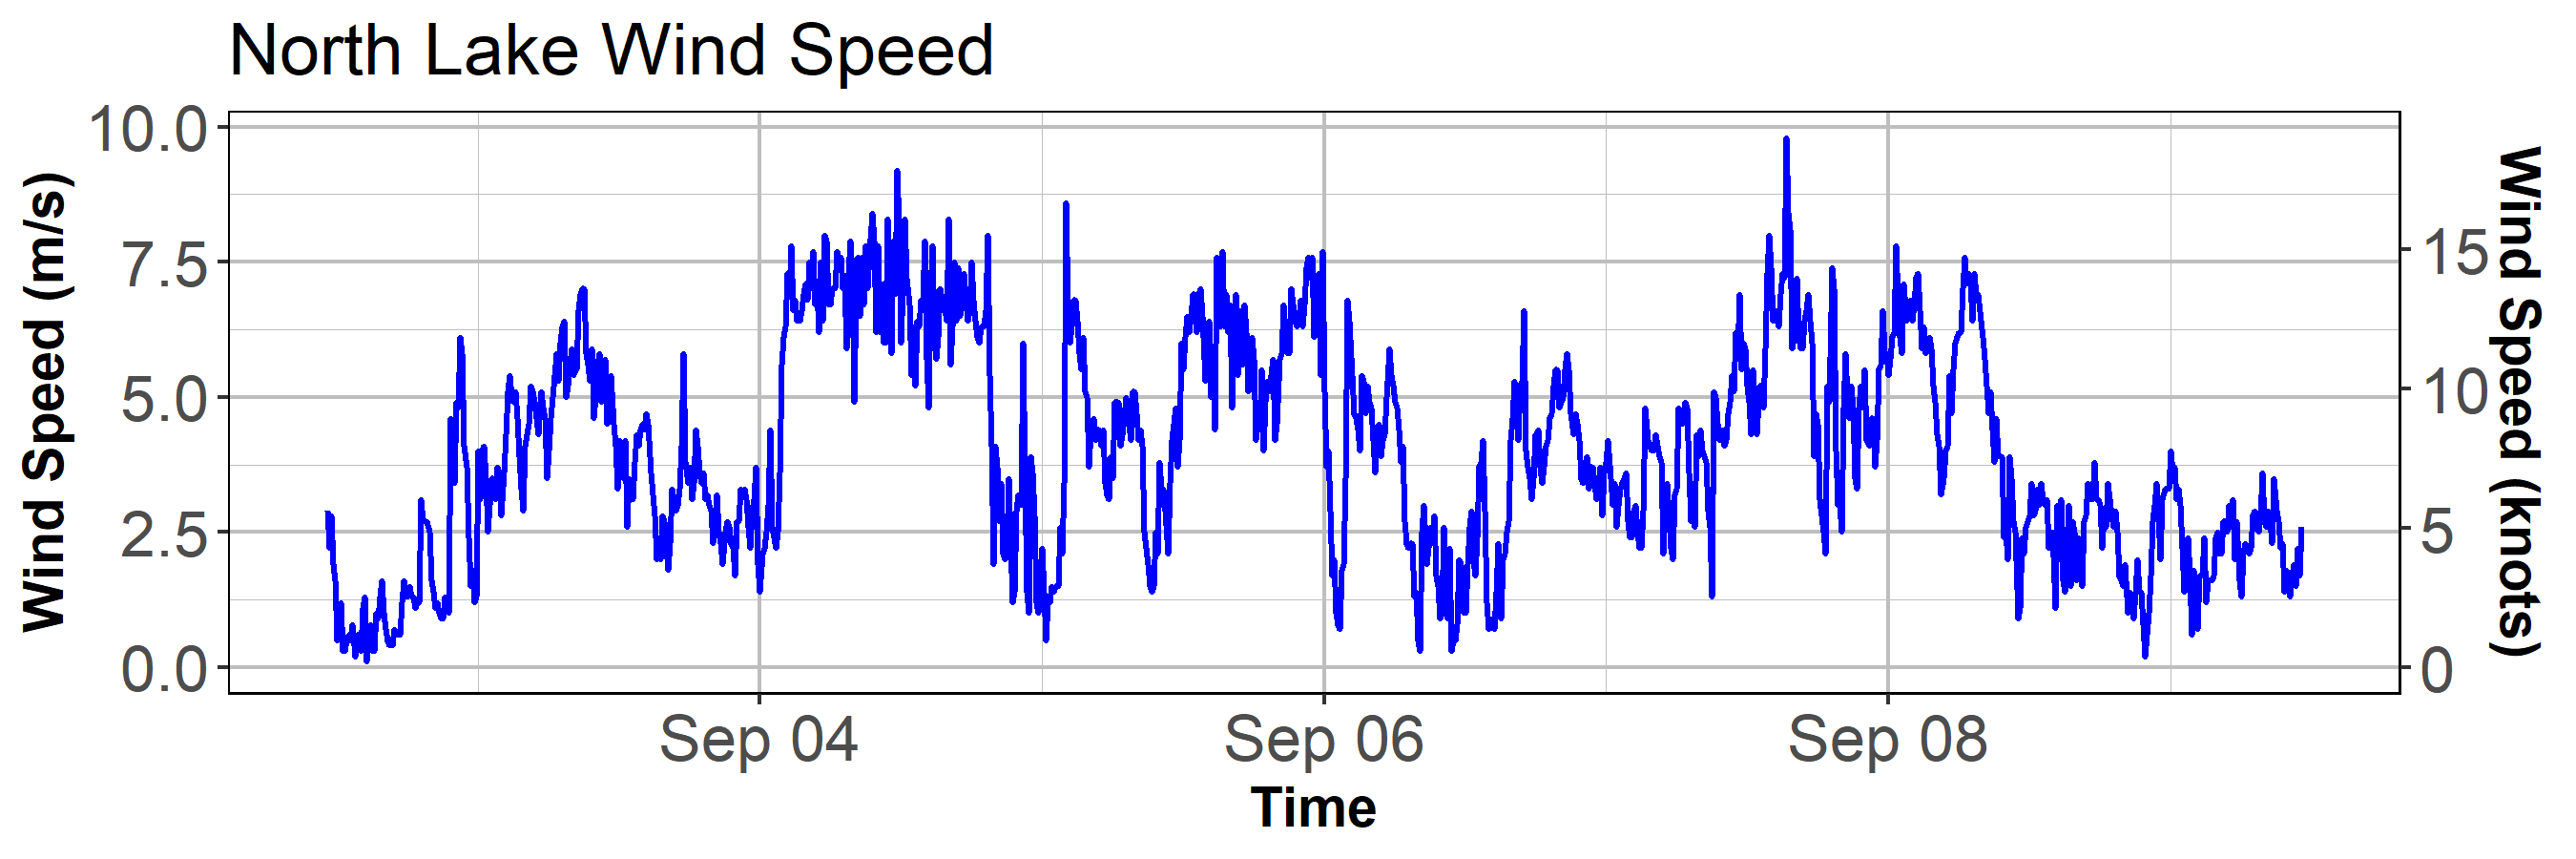 North Lake Wind Speed
10.0
7.5
5.0
2.5
0.0
Wind Speed (m/s)
15
10
5
0
Wind Speed (knots)
Sep 04
Sep 06
Sep 08
Time